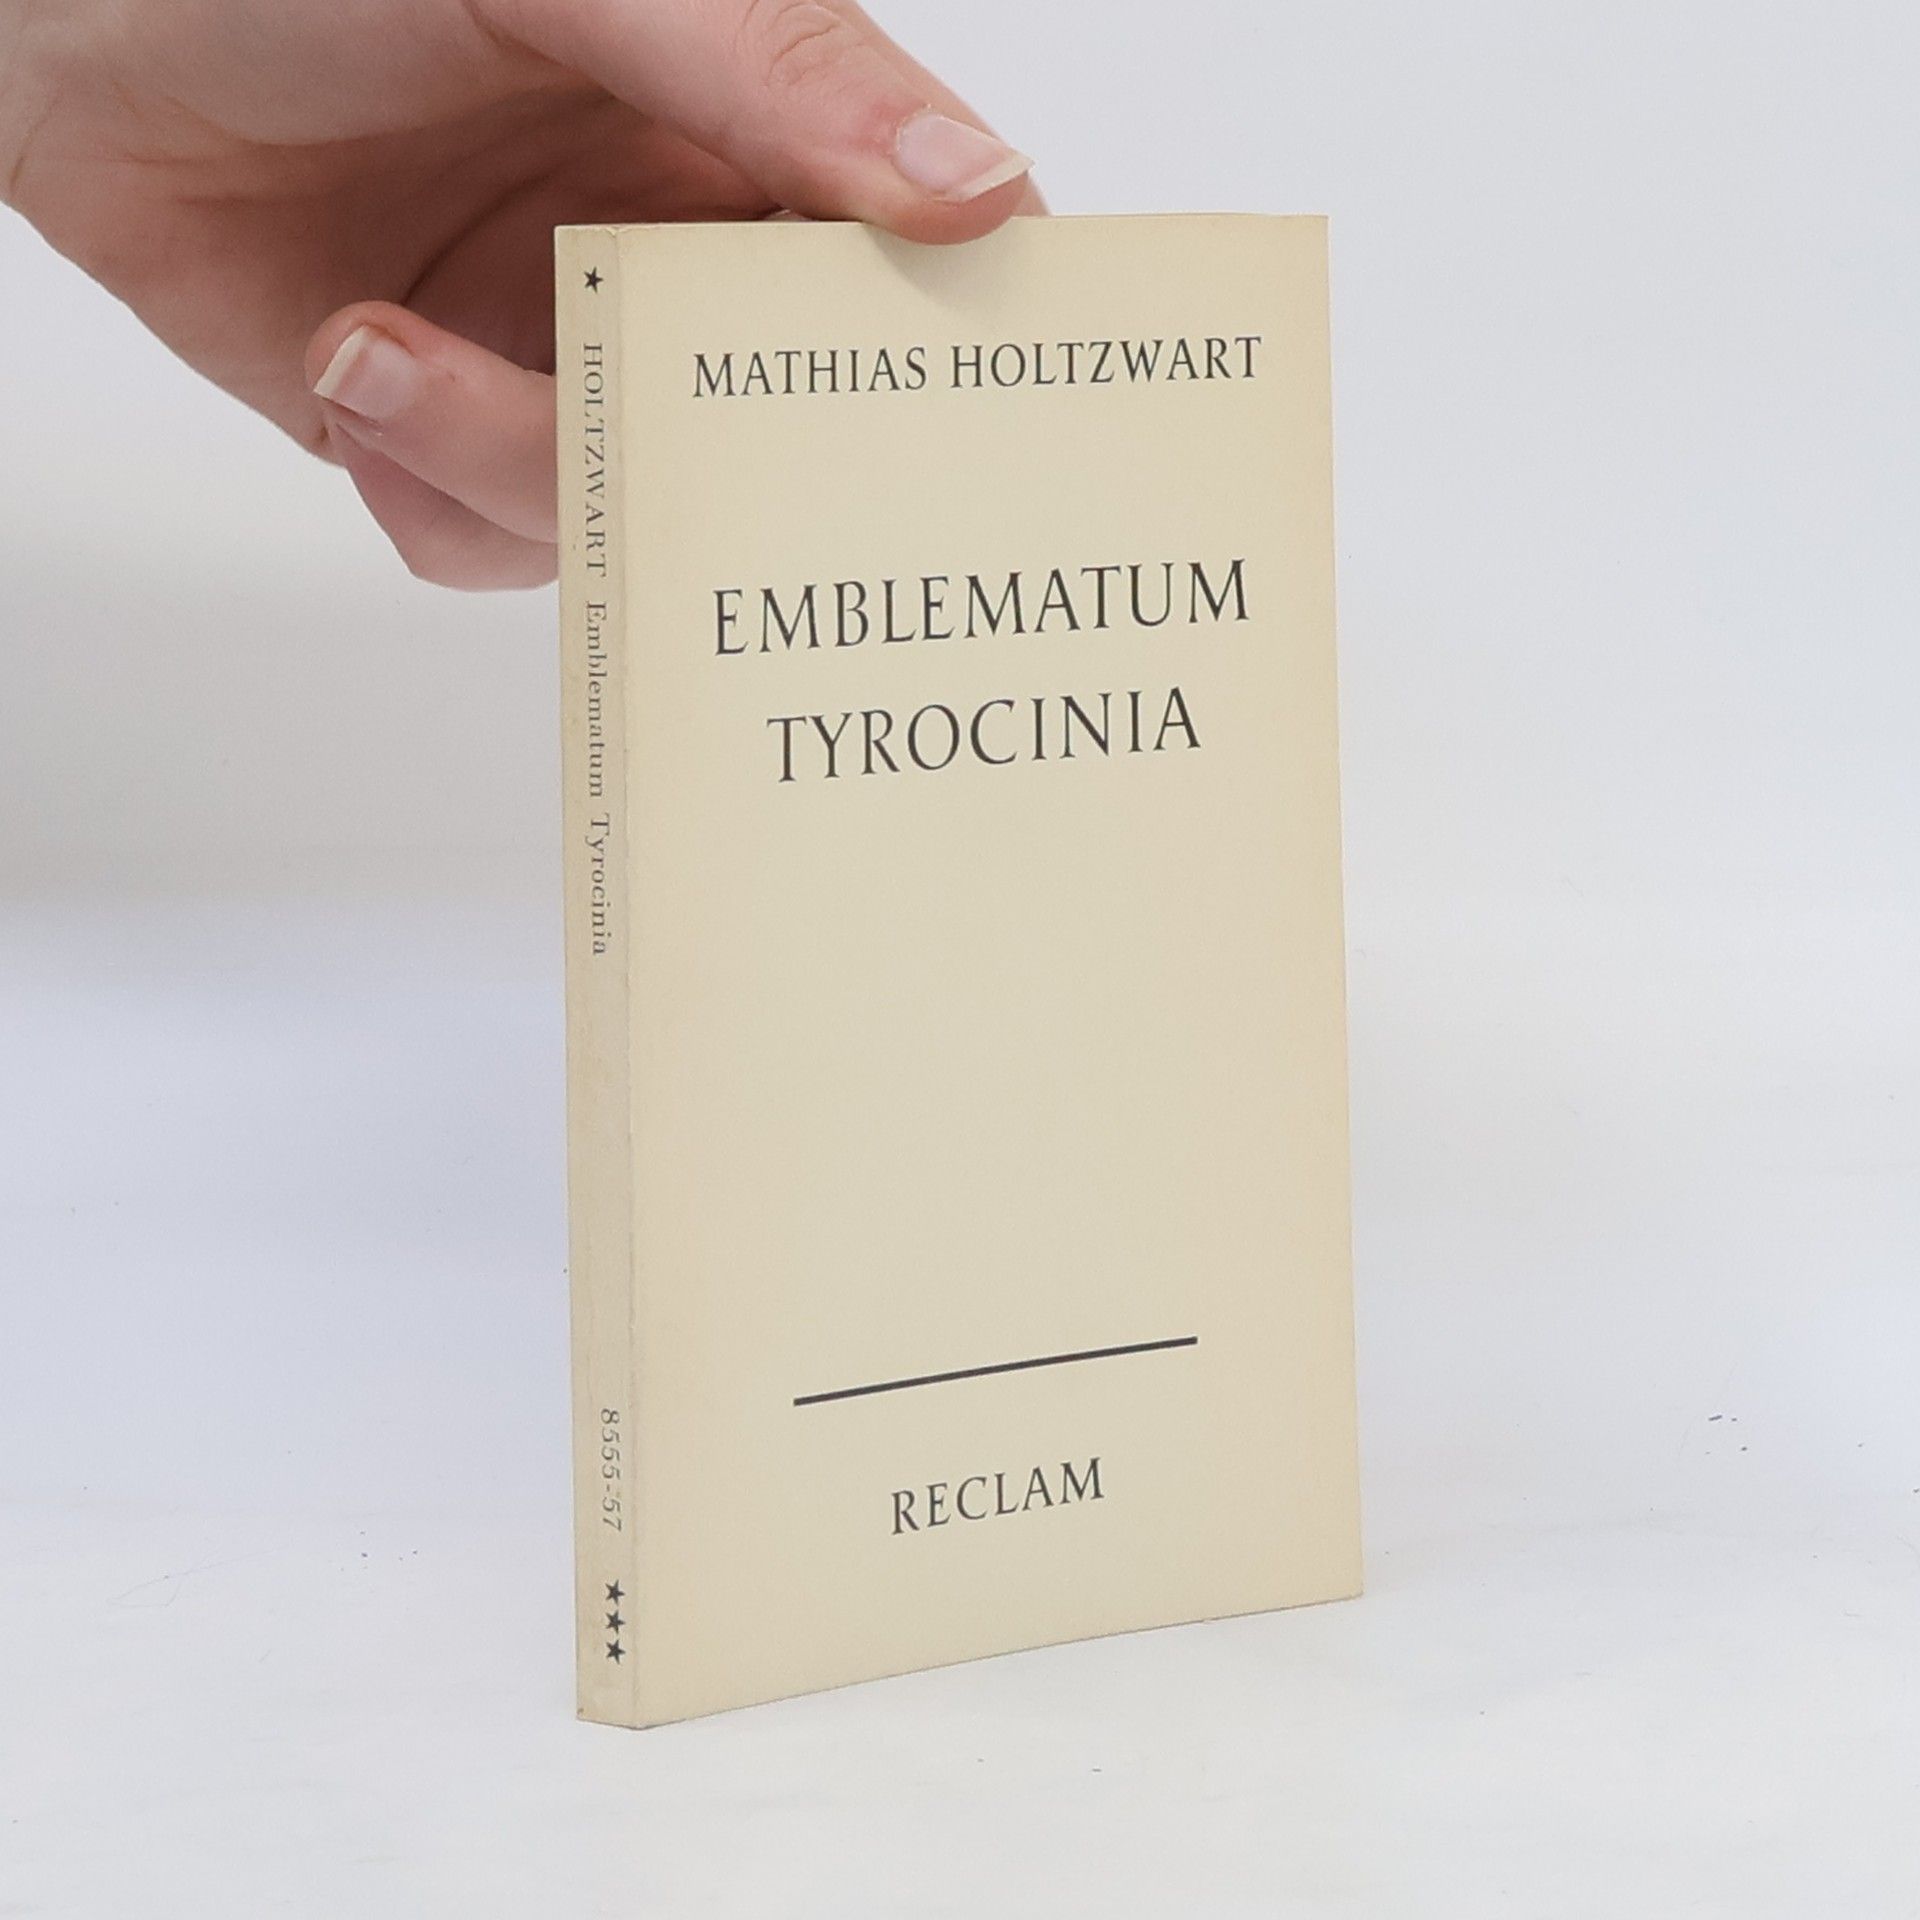 MATHIAS HOLTZWART
EMBLEMATUM
TYROCINIA
RECLAM
HOLTZWART Emblematum Tyrocinia
8555-57